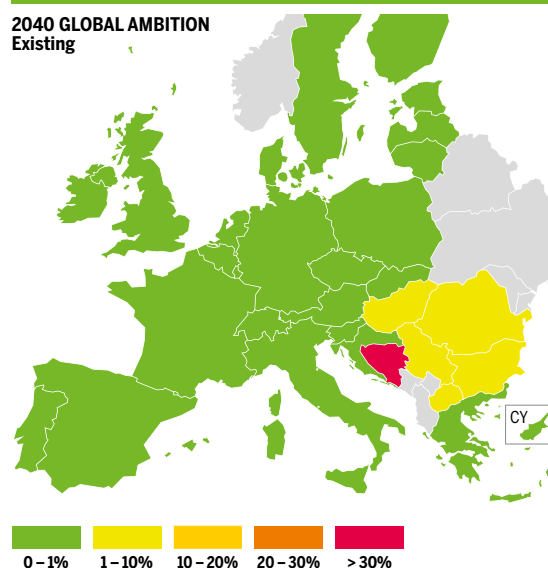 2040 GLOBAL AMBITION
Existing
CY
0 – 1% 1 – 10% 10 – 20% 20 – 30% > 30%